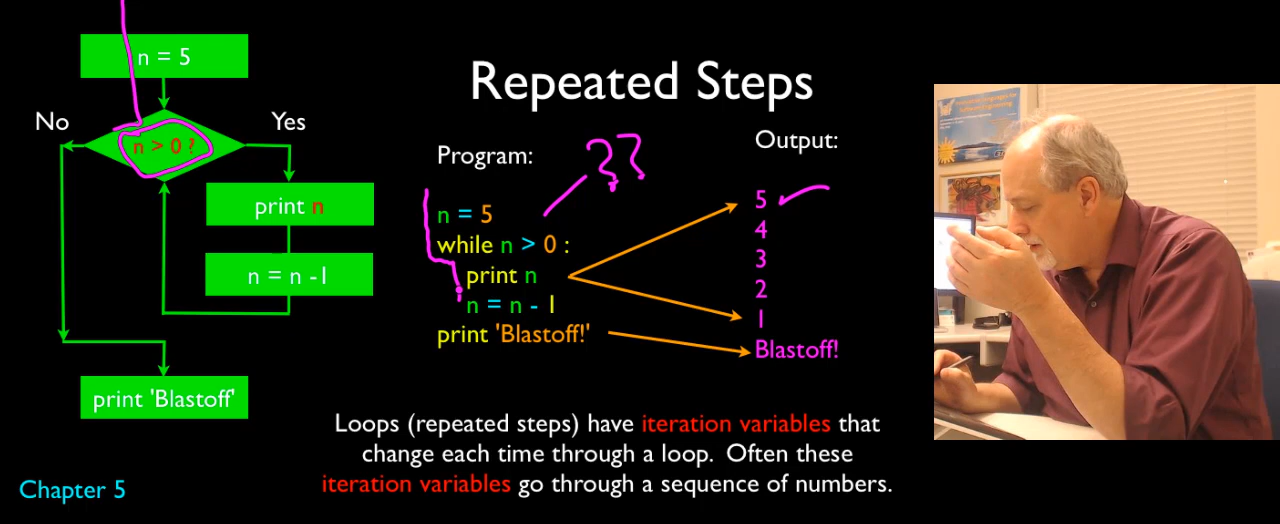 n = 5
No
Yes
n > 0 ?
print n
n = n -1
print 'Blastoff'
Chapter 5
Repeated Steps
Program:
??
n = 5
while n > 0 :
print n
n = n - 1
print 'Blastoff!'
Output:
5
4
3
2
1
Blastoff!
Loops (repeated steps) have iteration variables that
change each time through a loop. Often these
iteration variables go through a sequence of numbers.